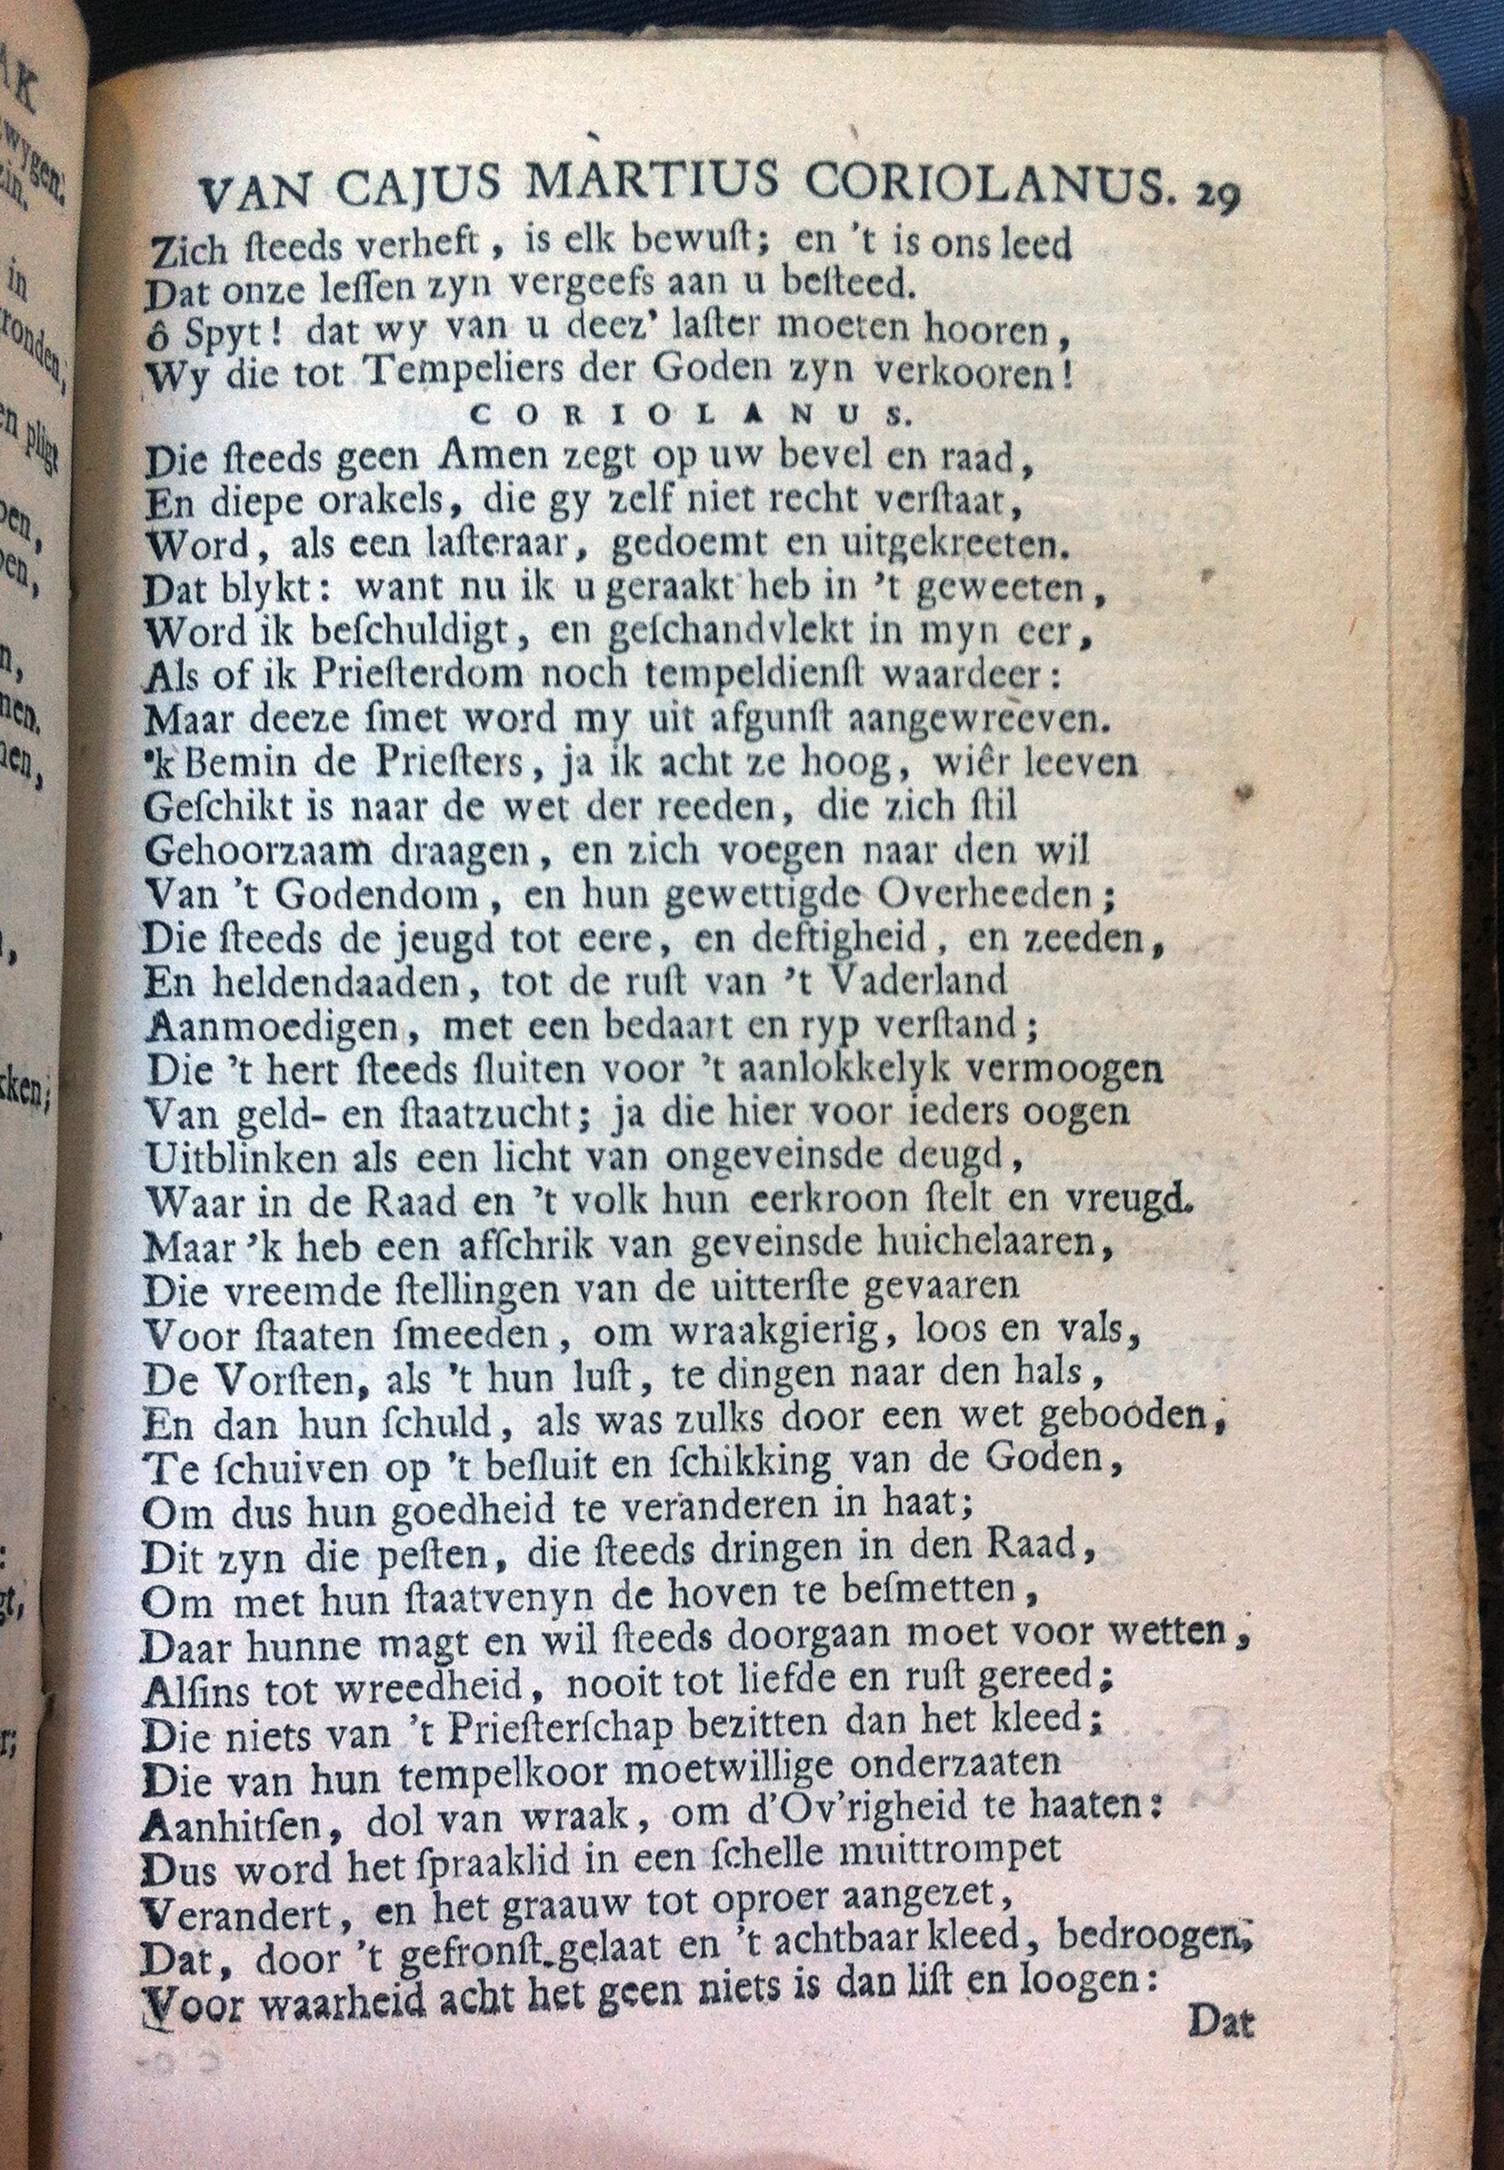 VAN CAJUS MARTIUS CORIOLANUS. 29
Zich ſteeds verheft, is elk bewuſt; en 't is ons leed
Dat onze leſſen zyn vergeefs aan u beſteed.
ô Spyt! dat wy van u deez' laſter moeten hooren,
Wy die tot Tempeliers der Goden zyn verkooren!
CORIOLANUS.
Die ſteeds geen Amen zegt op uw bevel en raad,
En diepe orakels, die gy zelf niet recht verſtaat,
Word, als een laſteraar, gedoemt en uitgekreeten.
Dat blykt: want nu ik u geraakt heb in 't geweeten,
Word ik beſchuldigt, en geſchandvlekt in myn eer,
Als of ik Prieſterdom noch tempeldienſt waardeer:
Maar deeze ſmet word my uit afgunſt aangewreeven.
'k Bemin de Prieſters, ja ik acht ze hoog, wiêr leeven
Geſchikt is naar de wet der reeden, die zich ſtil
Gehoorzaam draagen, en zich voegen naar den wil
Van 't Godendom, en hun gewettigde Overheeden;
Die ſteeds de jeugd tot eere, en deftigheid, en zeeden,
En heldendaaden, tot de ruſt van 't Vaderland
Aanmoedigen, met een bedaart en ryp verſtand;
Die 't hert ſteeds ſluiten voor 't aanlokkelyk vermoogen
Van geld- en ſtaatzucht; ja die hier voor ieders oogen
Uitblinken als een licht van ongeveinsde deugd,
Waar in de Raad en 't volk hun eerkroon ſtelt en vreugd.
Maar 'k heb een afſchrik van geveinsde huichelaaren,
Die vreemde ſtellingen van de uitterſte gevaaren
Voor ſtaaten ſmeeden, om wraakgierig, loos en vals,
De Vorſten, als 't hun luſt, te dingen naar den hals,
En dan hun ſchuld, als was zulks door een wet gebooden,
Te ſchuiven op 't beſluit en ſchikking van de Goden,
Om dus hun goedheid te veranderen in haat;
Dit zyn die peſten, die ſteeds dringen in den Raad,
Om met hun ſtaatvenyn de hoven te beſmetten,
Daar hunne magt en wil ſteeds doorgaan moet voor wetten,
Alſins tot wreedheid, nooit tot liefde en ruſt gereed;
Die niets van 't Prieſterſchap bezitten dan het kleed;
Die van hun tempelkoor moetwillige onderzaaten
Aanhitſen, dol van wraak, om d'Ov'righeid te haaten:
Dus word het ſpraaklid in een ſchelle muittrompet
Verandert, en het graauw tot oproer aangezet,
Dat, door 't gefronſt gelaat en 't achtbaar kleed, bedroogen,
Voor waarheid acht het geen niets is dan liſt en loogen:
Dat